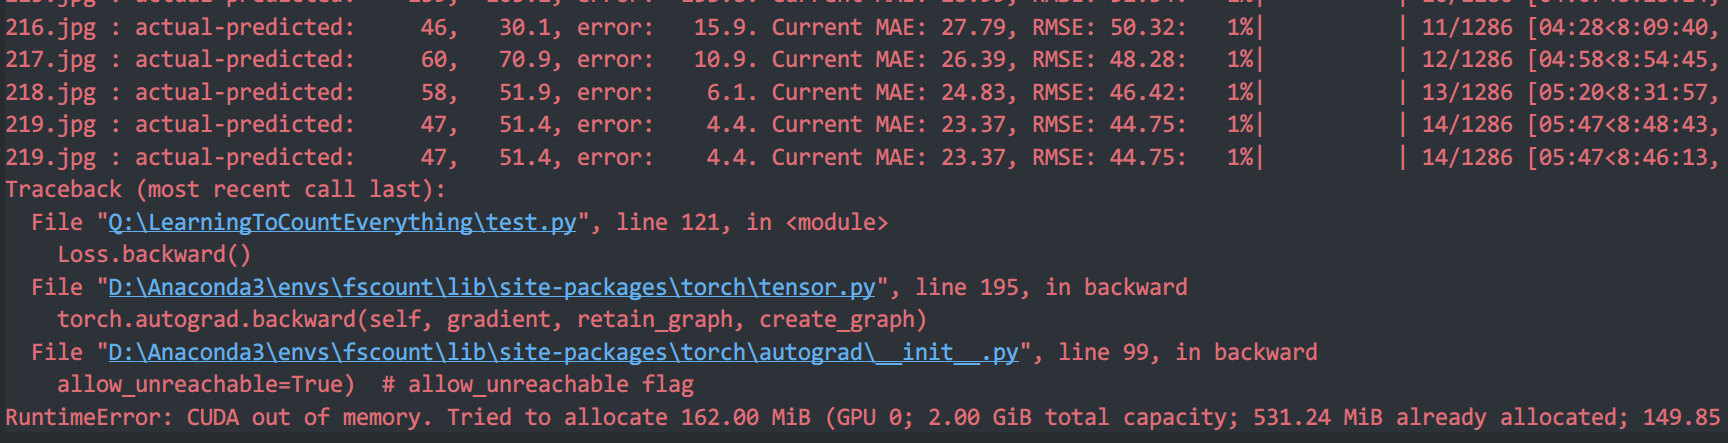 216.jpg : actual-predicted:     46,   30.1, error:   15.9. Current MAE: 27.79, RMSE: 50.32:   1%|          | 11/1286 [04:28<8:09:40,
217.jpg : actual-predicted:     60,   70.9, error:   10.9. Current MAE: 26.39, RMSE: 48.28:   1%|          | 12/1286 [04:58<8:54:45,
218.jpg : actual-predicted:     58,   51.9, error:    6.1. Current MAE: 24.83, RMSE: 46.42:   1%|          | 13/1286 [05:20<8:31:57,
219.jpg : actual-predicted:     47,   51.4, error:    4.4. Current MAE: 23.37, RMSE: 44.75:   1%|          | 14/1286 [05:47<8:48:43,
219.jpg : actual-predicted:     47,   51.4, error:    4.4. Current MAE: 23.37, RMSE: 44.75:   1%|          | 14/1286 [05:47<8:46:13,
Traceback (most recent call last):
  File "Q:\LearningToCountEverything\test.py", line 121, in <module>
    Loss.backward()
  File "D:\Anaconda3\envs\fscount\lib\site-packages\torch\tensor.py", line 195, in backward
    torch.autograd.backward(self, gradient, retain_graph, create_graph)
  File "D:\Anaconda3\envs\fscount\lib\site-packages\torch\autograd\__init__.py", line 99, in backward
    allow_unreachable=True)  # allow_unreachable flag
RuntimeError: CUDA out of memory. Tried to allocate 162.00 MiB (GPU 0; 2.00 GiB total capacity; 531.24 MiB already allocated; 149.85